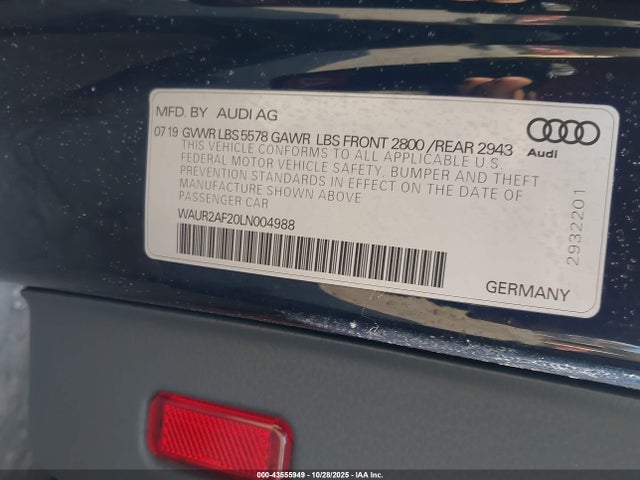 MFD. BY AUDI AG
07 19 GVWR LBS 5578 GAWR LBS FRONT 2800 /REAR 2943
THIS VEHICLE CONFORMS TO ALL APPLICABLE U.S.
FEDERAL MOTOR VEHICLE SAFETY, BUMPER AND THEFT
PREVENTION STANDARDS IN EFFECT ON THE DATE OF
MANUFACTURE SHOWN ABOVE
PASSENGER CAR
WAUR2AF20LN004988
Audi
2932201
GERMANY
000-43555949 - 10/28/2025 - IAA Inc.